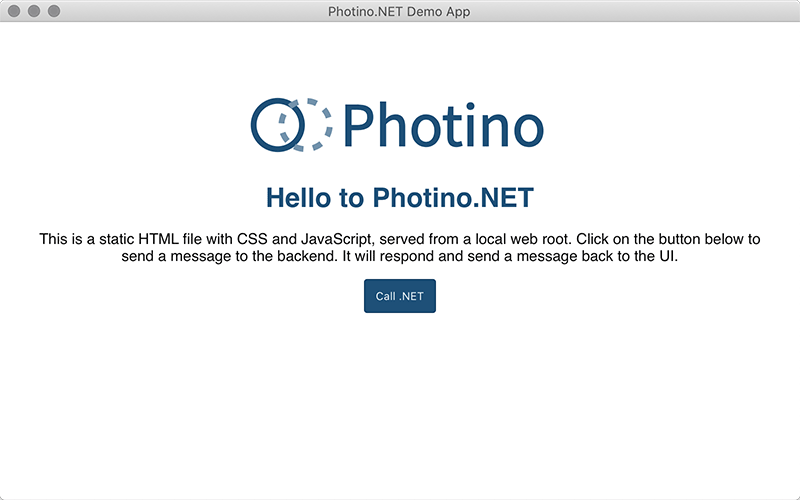 Photino.NET Demo App
Photino
Hello to Photino.NET
This is a static HTML file with CSS and JavaScript, served from a local web root. Click on the button below to
send a message to the backend. It will respond and send a message back to the UI.
Call .NET